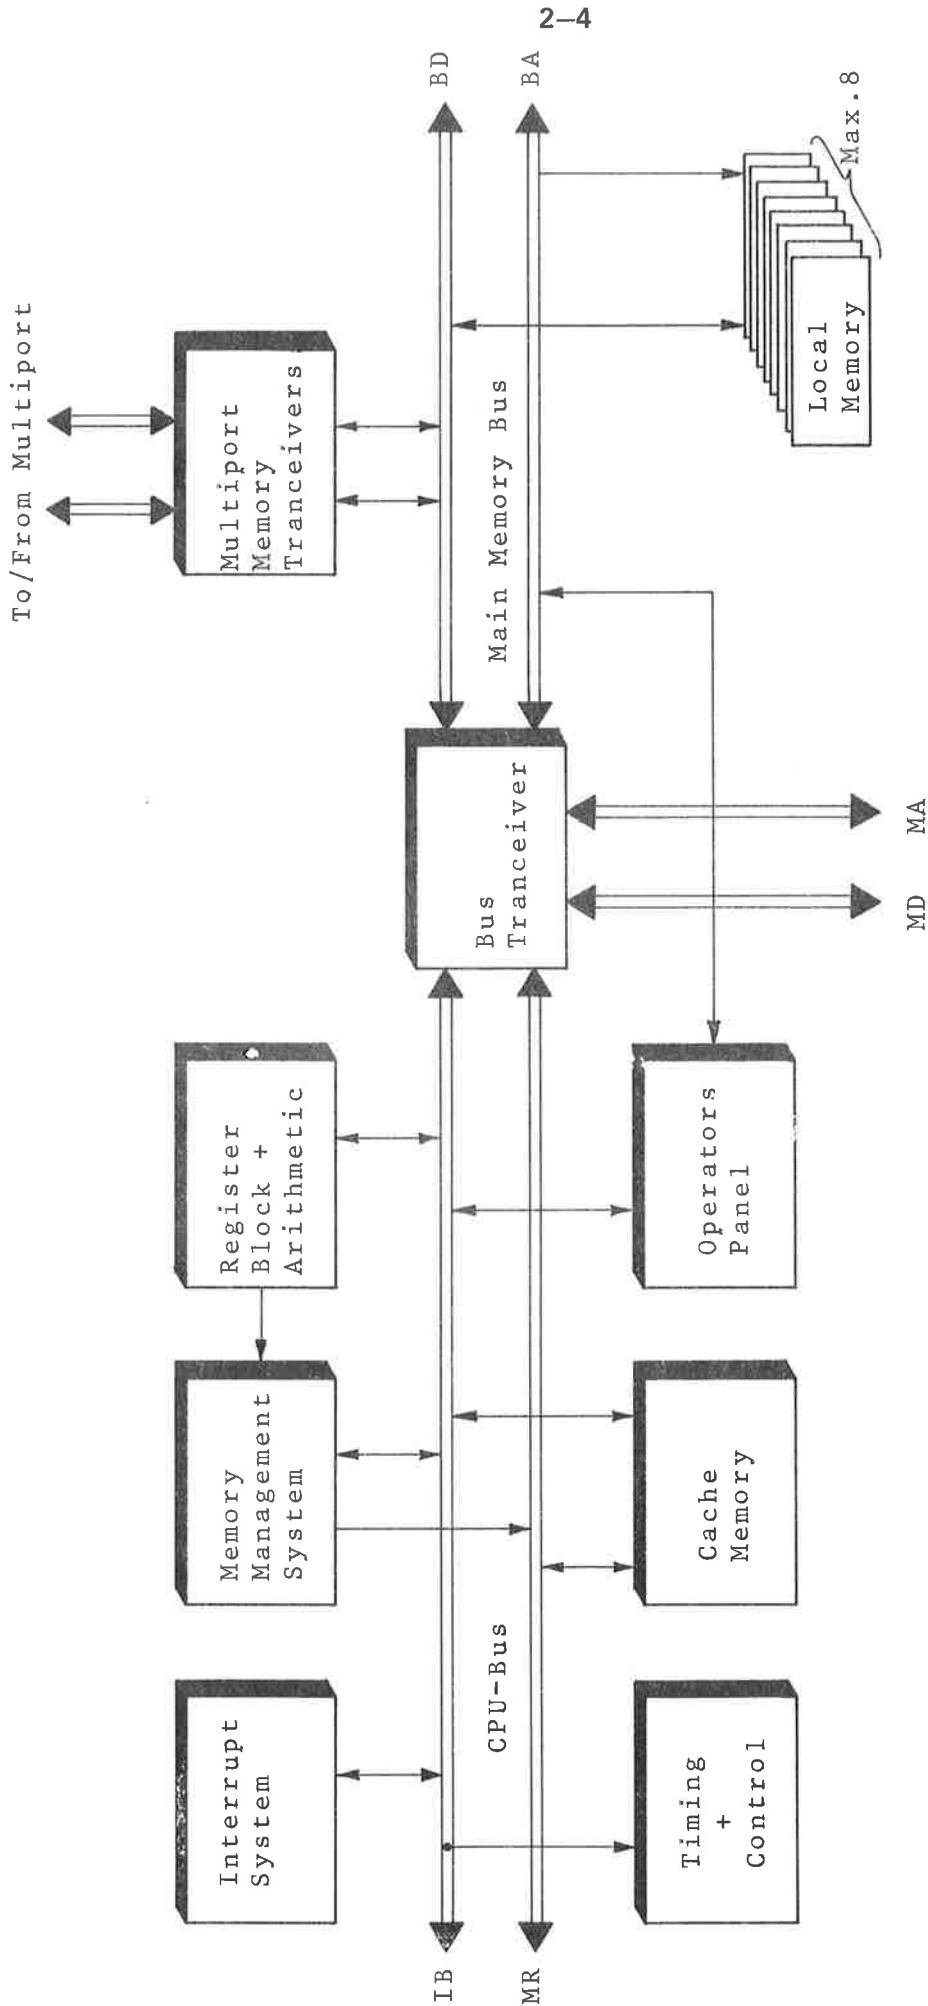 2—4
To/From Multiport
Multiport
Memory
Tranceivers
BD
BA
Main Memory Bus
Max.8
Local
Memory
Bus
Tranceiver
MD
MA
Register
Block +
Arithmetic
Operators
Panel
Memory
Management
System
Cache
Memory
Interrupt
System
CPU-Bus
Timing
+
Control
IB
MR